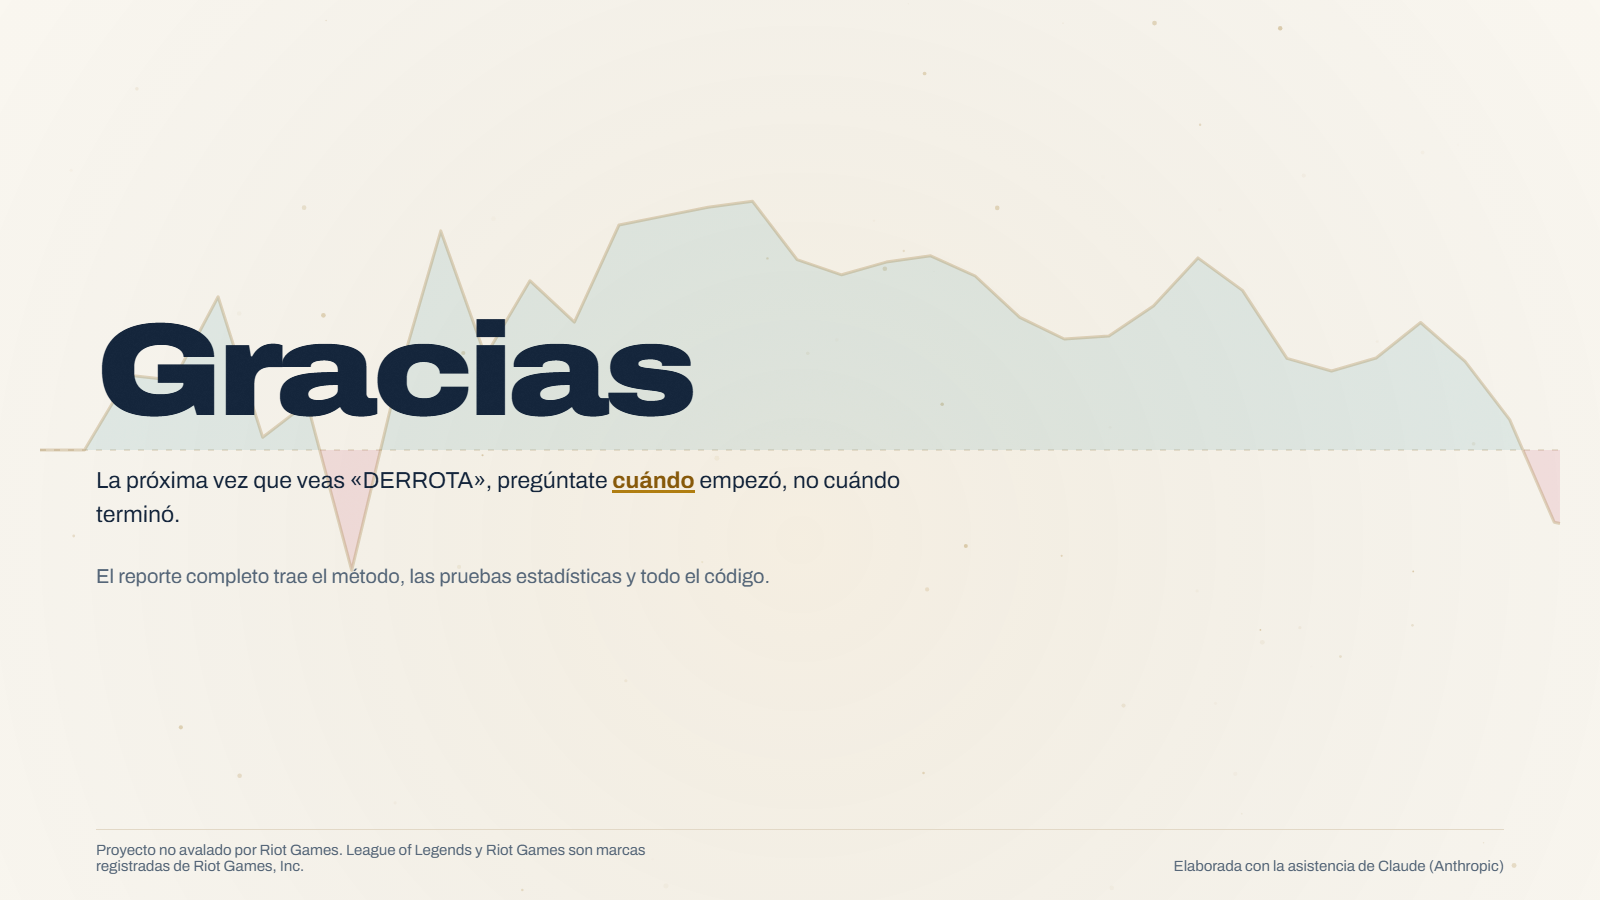 Gracias
La próxima vez que veas «DERROTA», pregúntate cuándo empezó, no cuándo
terminó.
El reporte completo trae el método, las pruebas estadísticas y todo el código.
Proyecto no avalado por Riot Games. League of Legends y Riot Games son marcas
registradas de Riot Games, Inc.
Elaborada con la asistencia de Claude (Anthropic)